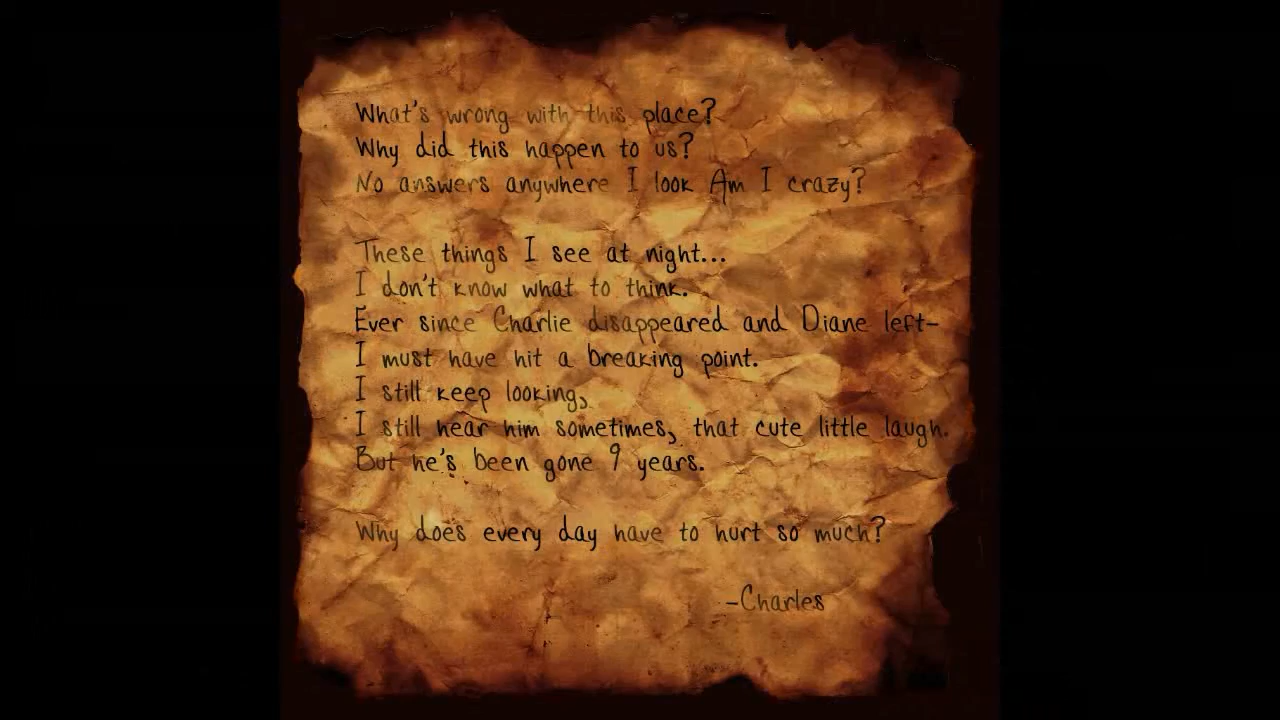 What's wrong with this place?
Why did this happen to us?
No answers anywhere I look Am I crazy?
These things I see at night...
I don't know what to think.
Ever since Charlie disappeared and Diane left-
I must have hit a breaking point.
I still keep looking,
I still hear him sometimes, that cute little laugh.
But he's been gone 9 years.
Why does every day have to hurt so much?
-Charles